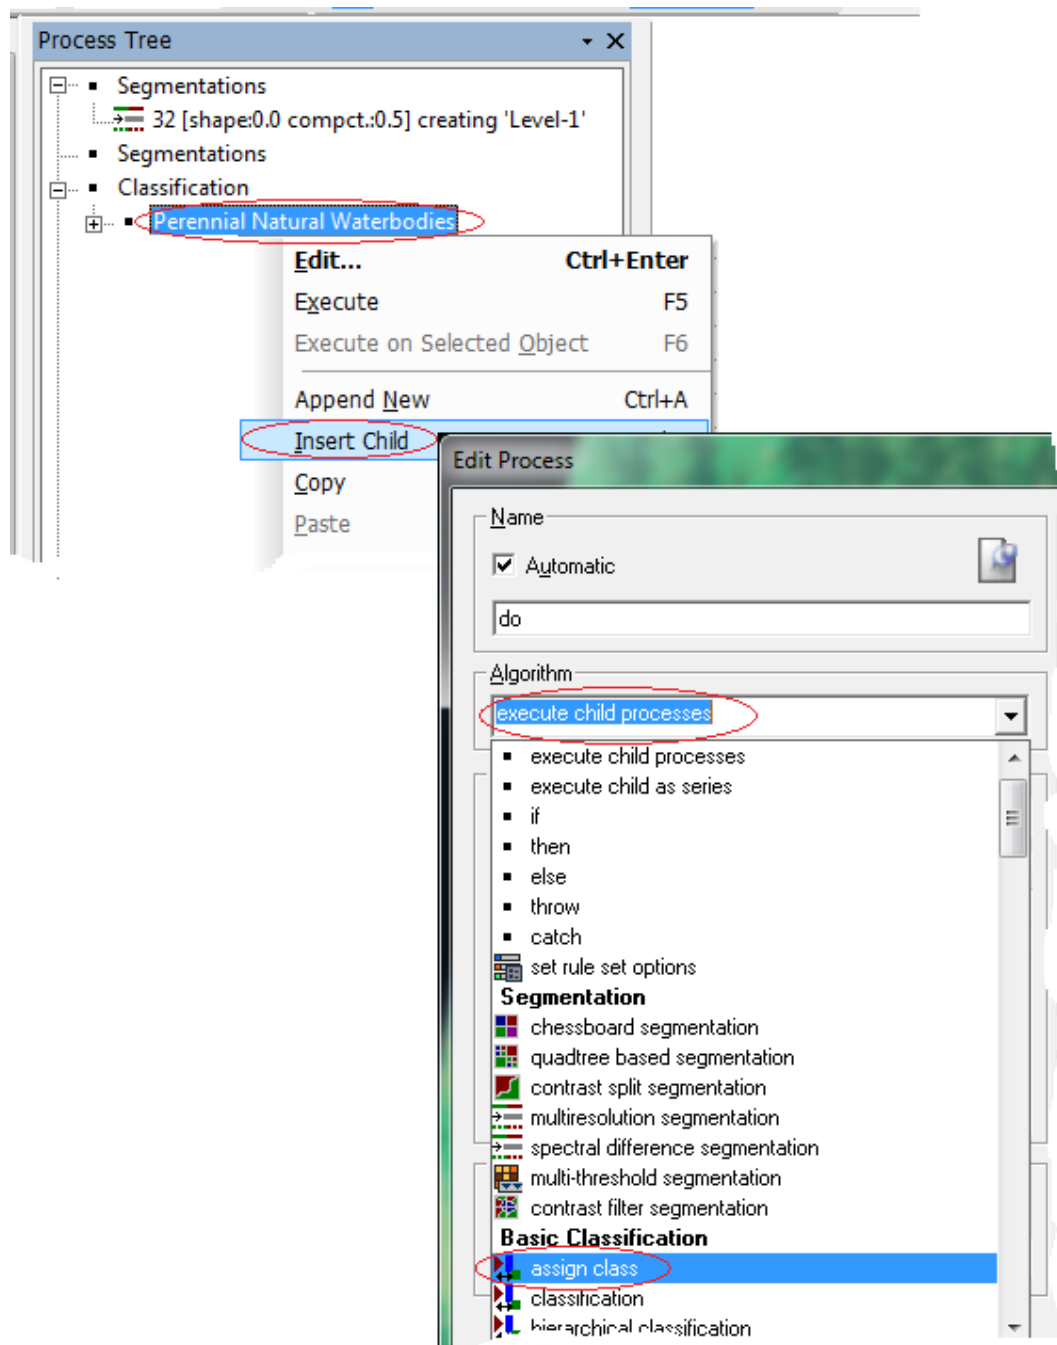 Process Tree
Segmentations
32 [shape:0.0 compct.:0.5] creating 'Level-1'
Segmentations
Classification
Perennial Natural Waterbodies
Edit... Ctrl+Enter
Execute F5
Execute on Selected Object F6
Append New Ctrl+A
Insert Child
Copy
Paste
Edit Process
Name
Automatic
do
Algorithm
execute child processes
execute child processes
execute child as series
if
then
else
throw
catch
set rule set options
Segmentation
chessboard segmentation
quadtree based segmentation
contrast split segmentation
multiresolution segmentation
spectral difference segmentation
multi-threshold segmentation
contrast filter segmentation
Basic Classification
assign class
classification
hierarchical classification